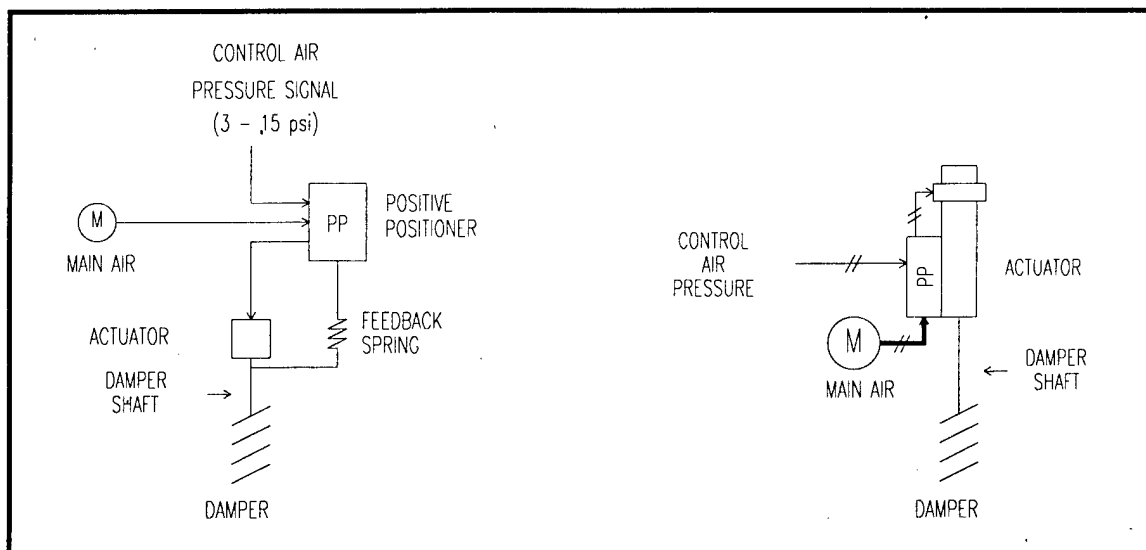 CONTROL AIR
PRESSURE SIGNAL
(3 - 15 psi)
PP
POSITIVE
POSITIONER
M
MAIN AIR
ACTUATOR
FEEDBACK
SPRING
DAMPER
SHAFT
DAMPER
CONTROL
AIR
PRESSURE
PP
ACTUATOR
M
MAIN AIR
DAMPER
SHAFT
DAMPER